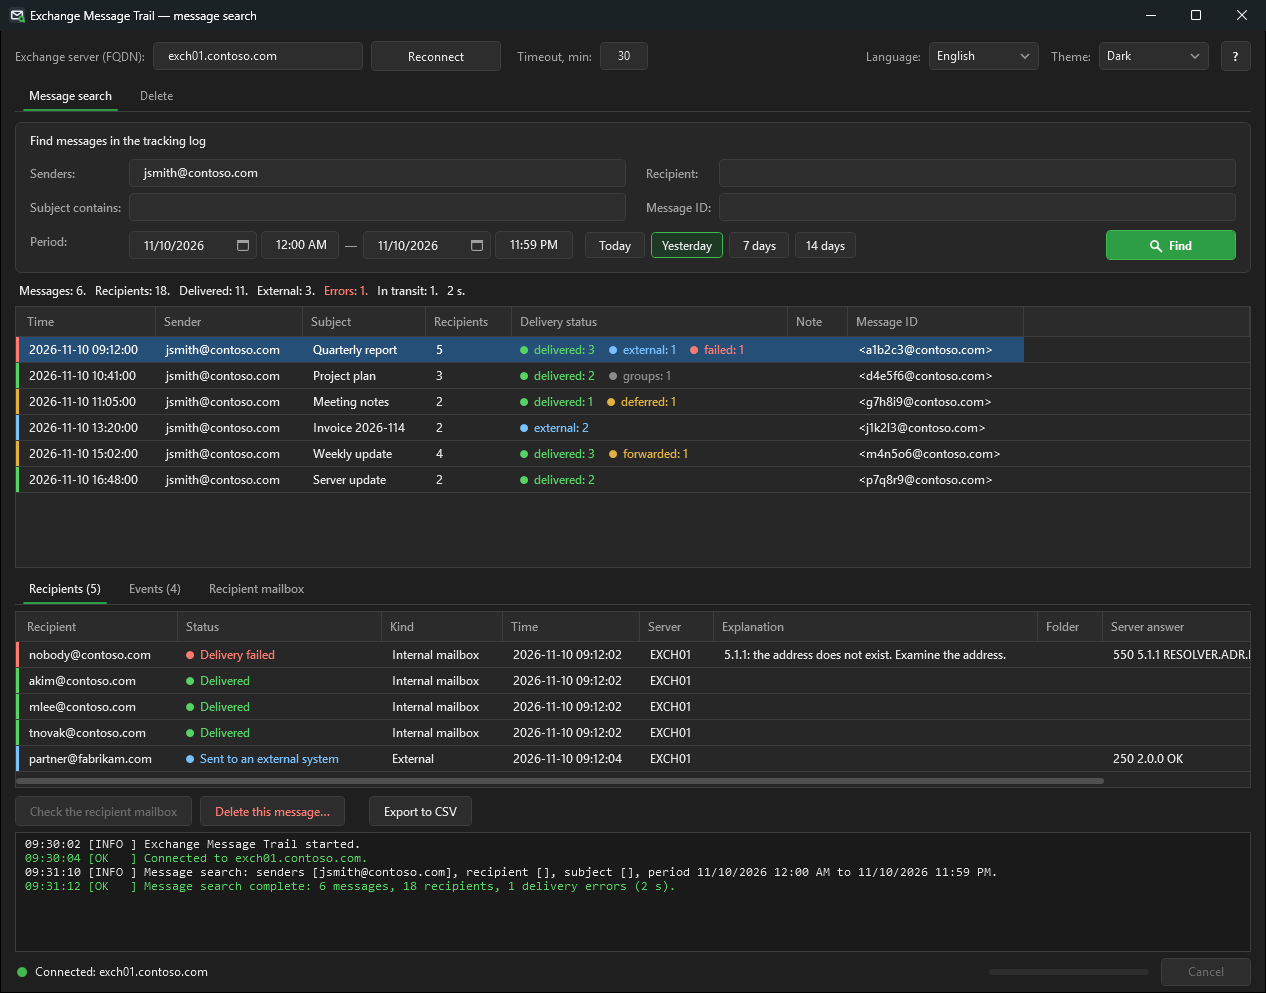 Exchange Message Trail — message search
Exchange server (FQDN): exch01.contoso.com Reconnect Timeout, min: 30 Language: English Theme: Dark ?
Message search Delete
Find messages in the tracking log
Senders: jsmith@contoso.com Recipient:
Subject contains: Message ID:
Period: 11/10/2026 12:00 AM — 11/10/2026 11:59 PM Today Yesterday 7 days 14 days Find
Messages: 6. Recipients: 18. Delivered: 11. External: 3. Errors: 1. In transit: 1. 2 s.
Time Sender Subject Recipients Delivery status Note Message ID
2026-11-10 09:12:00 jsmith@contoso.com Quarterly report 5 delivered: 3 external: 1 failed: 1 <a1b2c3@contoso.com>
2026-11-10 10:41:00 jsmith@contoso.com Project plan 3 delivered: 2 groups: 1 <d4e5f6@contoso.com>
2026-11-10 11:05:00 jsmith@contoso.com Meeting notes 2 delivered: 1 deferred: 1 <g7h8i9@contoso.com>
2026-11-10 13:20:00 jsmith@contoso.com Invoice 2026-114 2 external: 2 <j1k2l3@contoso.com>
2026-11-10 15:02:00 jsmith@contoso.com Weekly update 4 delivered: 3 forwarded: 1 <m4n5o6@contoso.com>
2026-11-10 16:48:00 jsmith@contoso.com Server update 2 delivered: 2 <p7q8r9@contoso.com>
Recipients (5) Events (4) Recipient mailbox
Recipient Status Kind Time Server Explanation Folder Server answer
nobody@contoso.com Delivery failed Internal mailbox 2026-11-10 09:12:02 EXCH01 5.1.1: the address does not exist. Examine the address. 550 5.1.1 RESOLVER.ADR.
akim@contoso.com Delivered Internal mailbox 2026-11-10 09:12:02 EXCH01
mlee@contoso.com Delivered Internal mailbox 2026-11-10 09:12:02 EXCH01
tnovak@contoso.com Delivered Internal mailbox 2026-11-10 09:12:02 EXCH01
partner@fabrikam.com Sent to an external system External 2026-11-10 09:12:04 EXCH01 250 2.0.0 OK
Check the recipient mailbox Delete this message... Export to CSV
09:30:02 [INFO ] Exchange Message Trail started.
09:30:04 [OK   ] Connected to exch01.contoso.com.
09:31:10 [INFO ] Message search: senders [jsmith@contoso.com], recipient [], subject [], period 11/10/2026 12:00 AM to 11/10/2026 11:59 PM.
09:31:12 [OK   ] Message search complete: 6 messages, 18 recipients, 1 delivery errors (2 s).
Connected: exch01.contoso.com Cancel